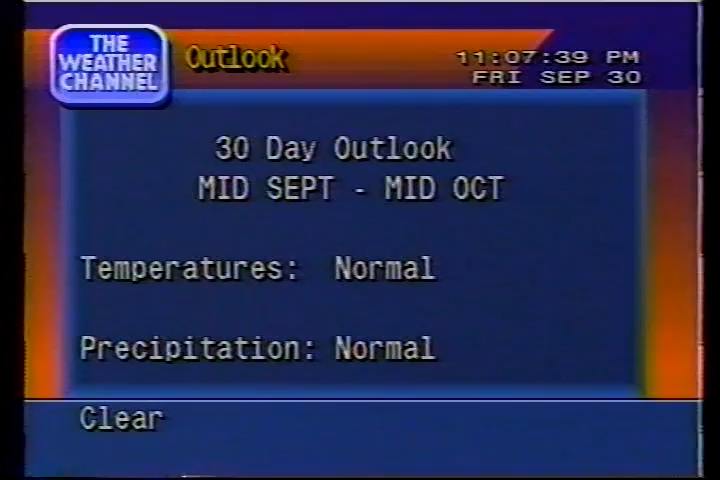 THE
WEATHER
CHANNEL
Outlook
11:07:39 PM
FRI SEP 30
30 Day Outlook
MID SEPT - MID OCT
Temperatures: Normal
Precipitation: Normal
Clear